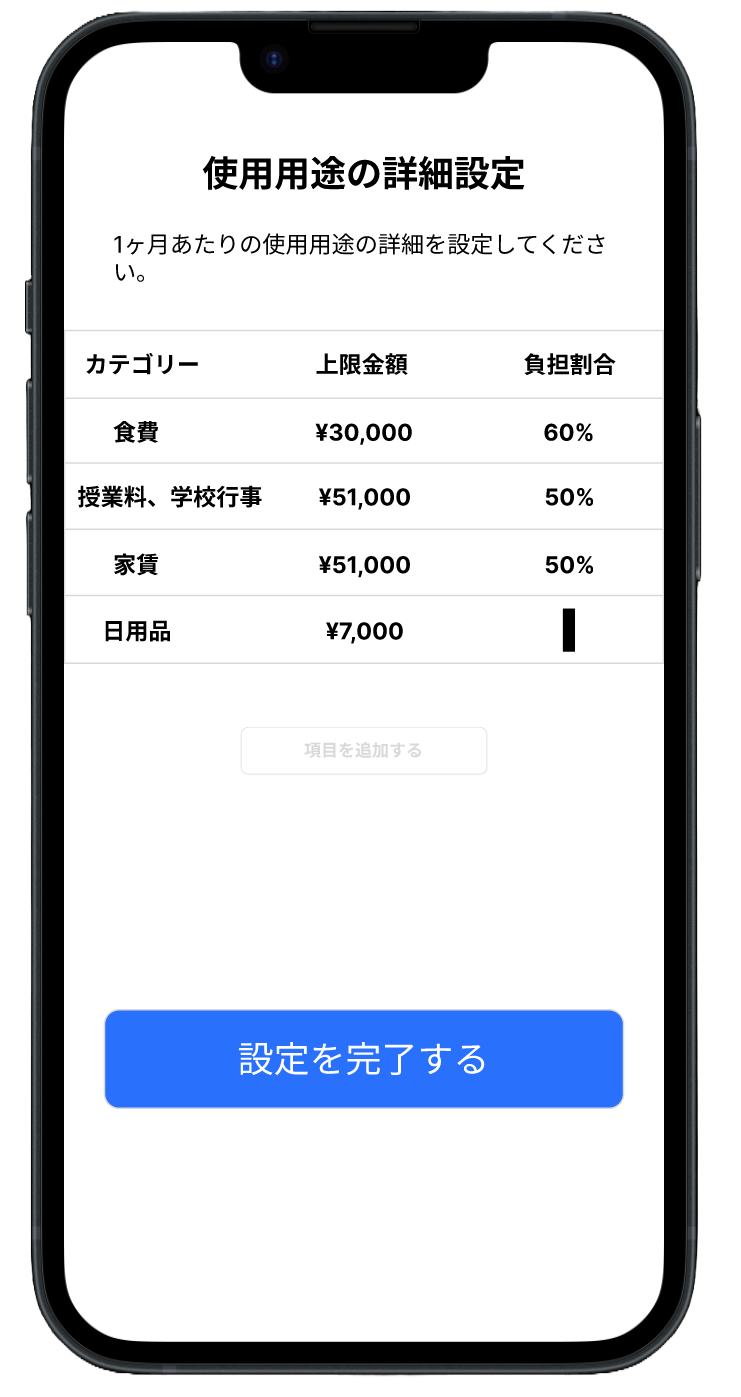 使用用途の詳細設定
1ヶ月あたりの使用用途の詳細を設定してくださ
い。
カテゴリー 上限金額 負担割合
食費 ¥30,000 60%
授業料、学校行事 ¥51,000 50%
家賃 ¥51,000 50%
日用品 ¥7,000
項目を追加する
設定を完了する